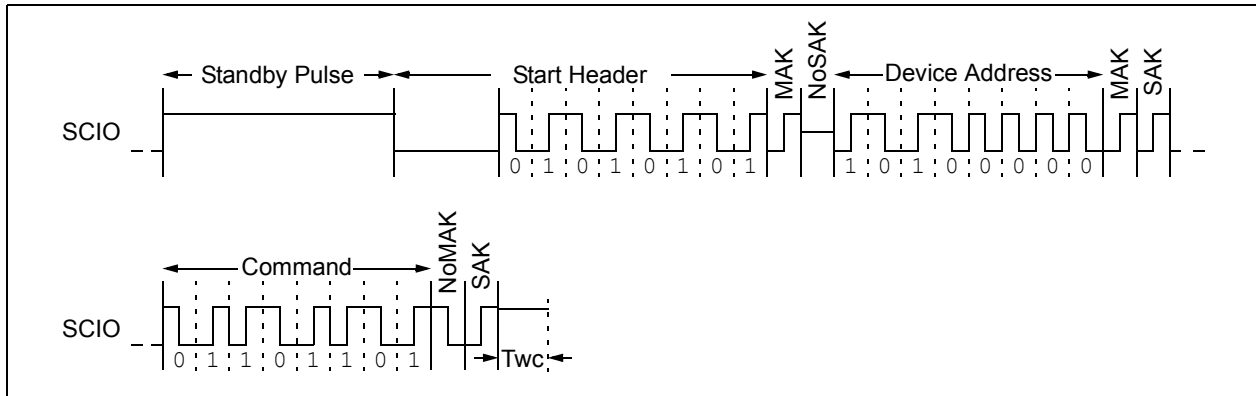 Standby Pulse
Start Header
MAK
NoSAK
Device Address
MAK
SAK
SCIO
0 1 0 1 0 1 0 1
1 0 1 0 0 0 0 0
Command
NoMAK
SAK
SCIO
0 1 1 0 1 1 0 1
Twc